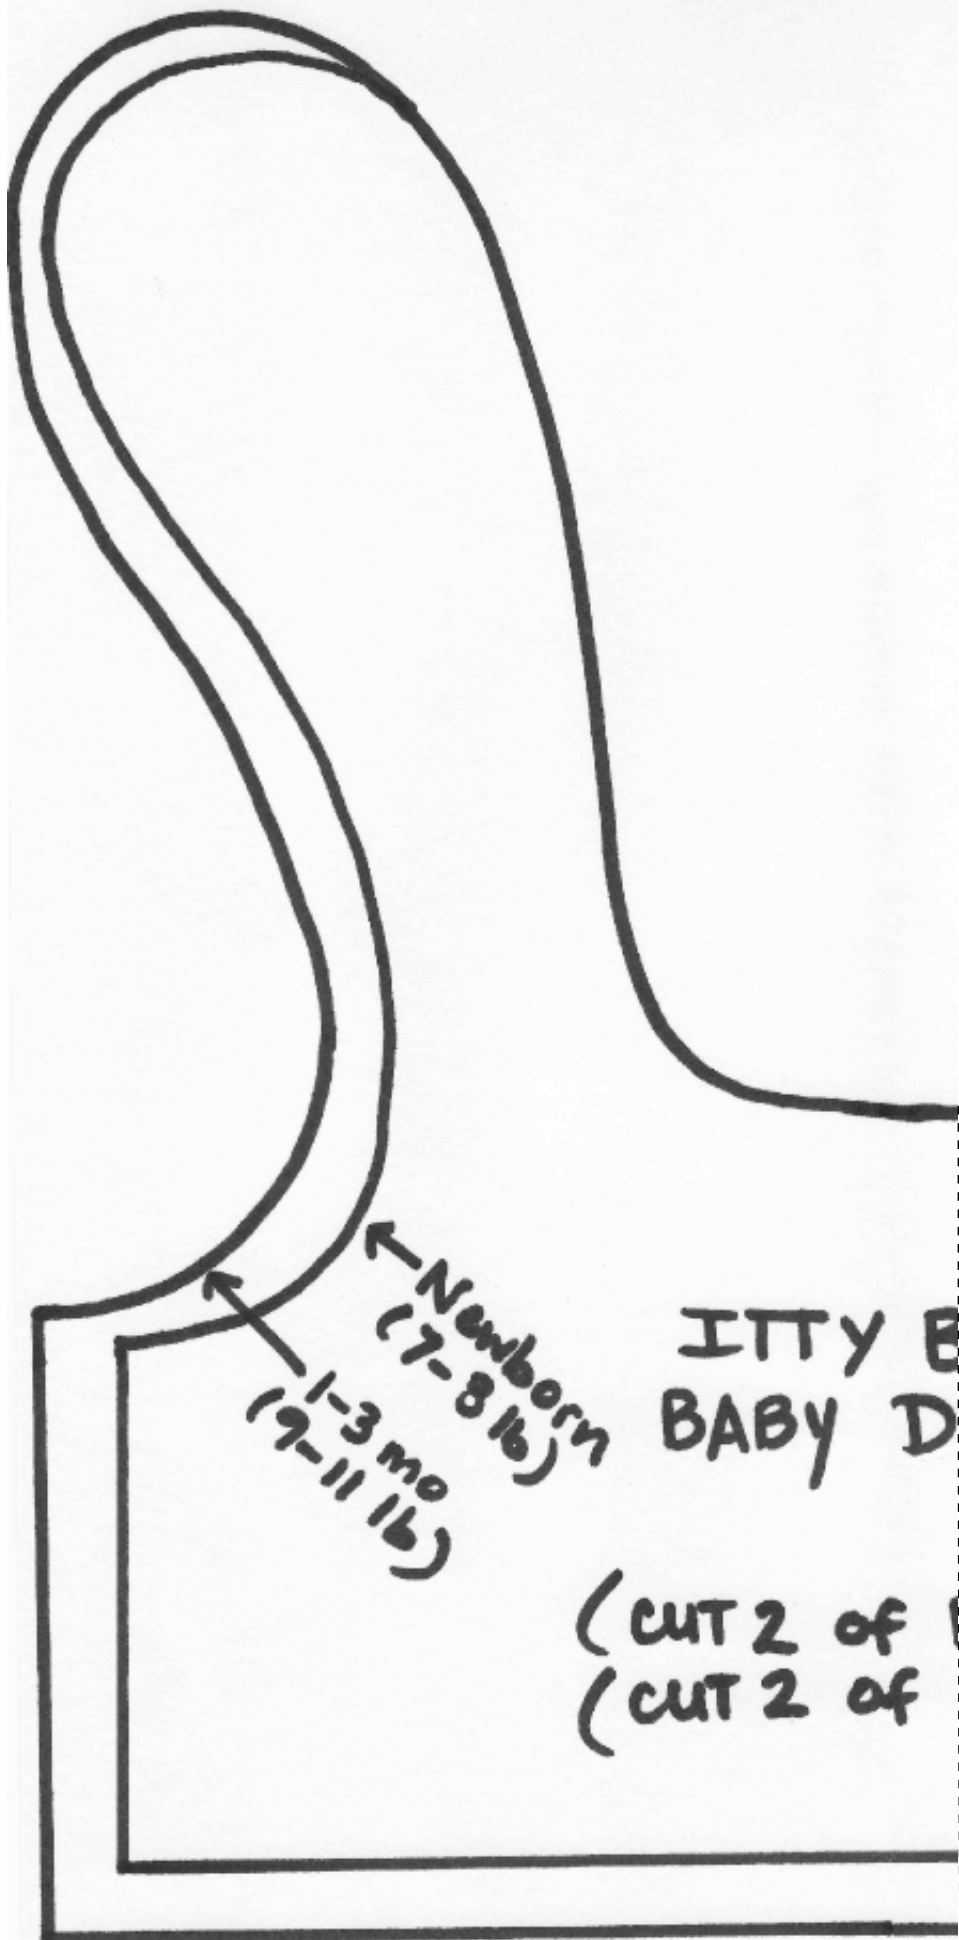 Newborn
(7-8 lb)
1-3 mo
(9-11 lb)
ITTY B
BABY D
(CUT 2 of
(CUT 2 of